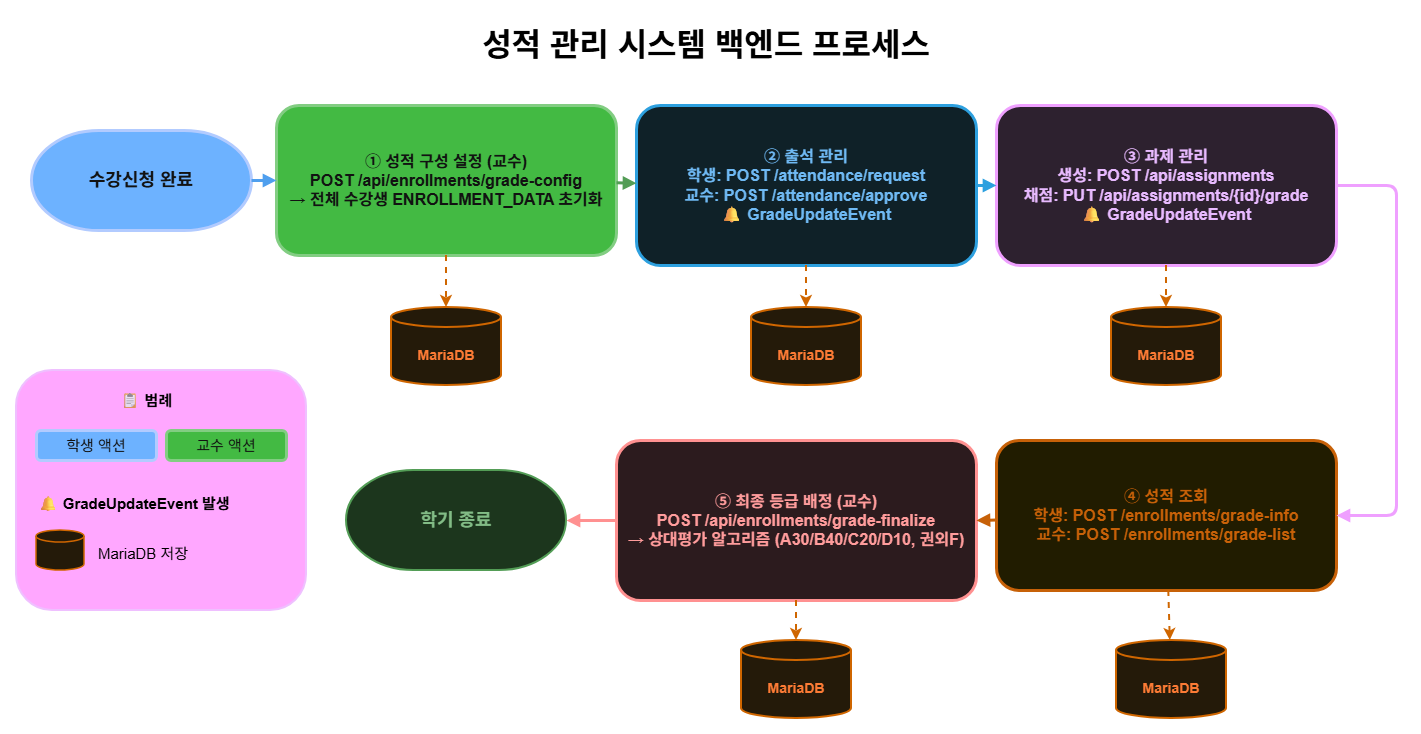 성적 관리 시스템 백엔드 프로세스
수강신청 완료
① 성적 구성 설정 (교수)
POST /api/enrollments/grade-config
→ 전체 수강생 ENROLLMENT_DATA 초기화
② 출석 관리
학생: POST /attendance/request
교수: POST /attendance/approve
🔔 GradeUpdateEvent
③ 과제 관리
생성: POST /api/assignments
채점: PUT /api/assignments/{id}/grade
🔔 GradeUpdateEvent
MariaDB
MariaDB
MariaDB
📋 범례
학생 액션
교수 액션
🔔 GradeUpdateEvent 발생
MariaDB 저장
학기 종료
⑤ 최종 등급 배정 (교수)
POST /api/enrollments/grade-finalize
→ 상대평가 알고리즘 (A30/B40/C20/D10, 권외F)
④ 성적 조회
학생: POST /enrollments/grade-info
교수: POST /enrollments/grade-list
MariaDB
MariaDB